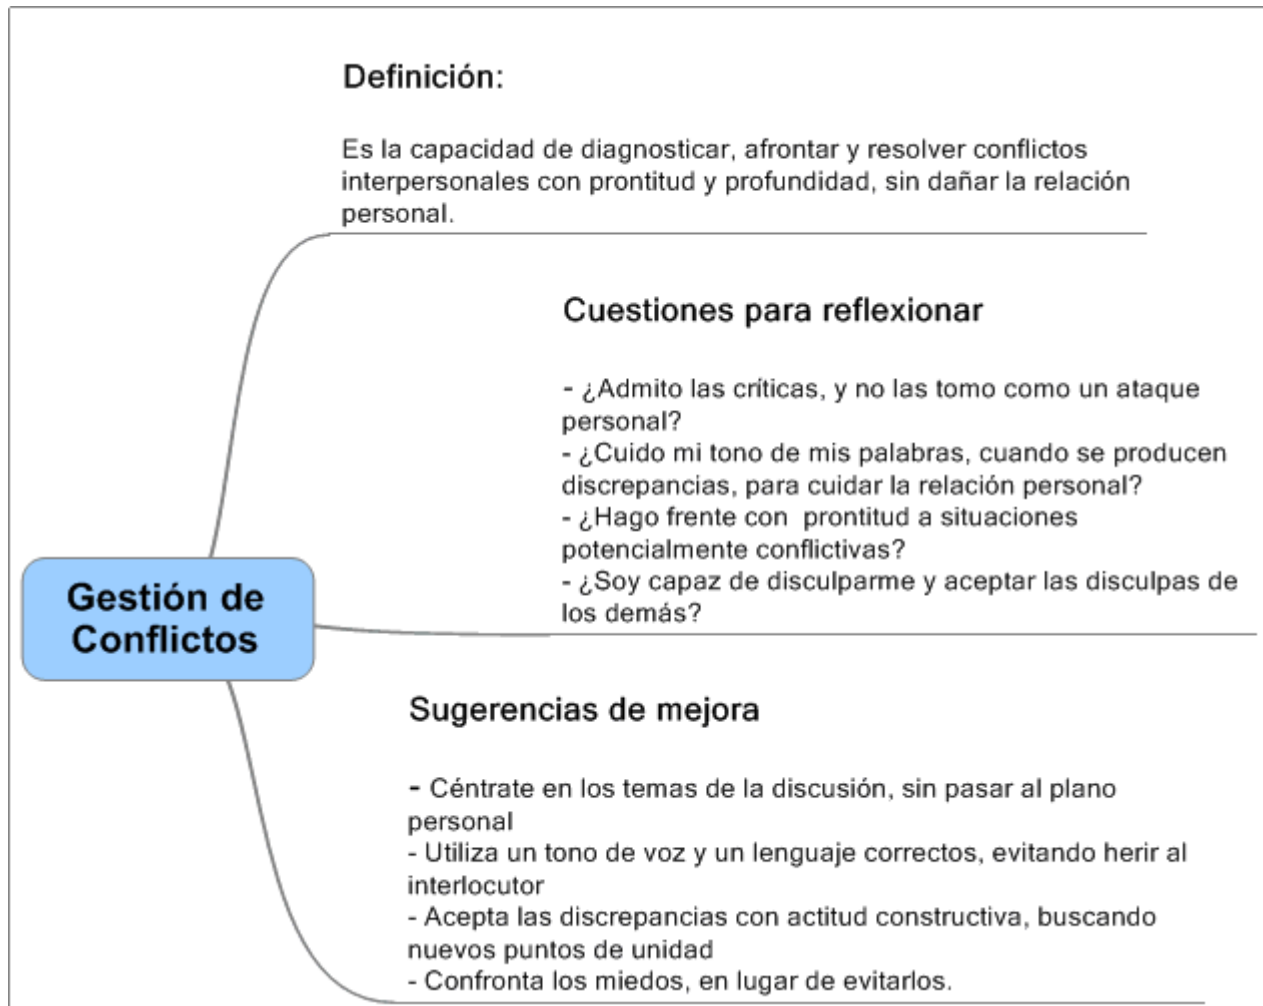 Definición:
Es la capacidad de diagnosticar, afrontar y resolver conflictos
interpersonales con prontitud y profundidad, sin dañar la relación
personal.
Cuestiones para reflexionar
- ¿Admito las críticas, y no las tomo como un ataque
personal?
- ¿Cuido mi tono de mis palabras, cuando se producen
discrepancias, para cuidar la relación personal?
- ¿Hago frente con  prontitud a situaciones
potencialmente conflictivas?
- ¿Soy capaz de disculparme y aceptar las disculpas de
los demás?
Gestión de
Conflictos
Sugerencias de mejora
- Céntrate en los temas de la discusión, sin pasar al plano
personal
- Utiliza un tono de voz y un lenguaje correctos, evitando herir al
interlocutor
- Acepta las discrepancias con actitud constructiva, buscando
nuevos puntos de unidad
- Confronta los miedos, en lugar de evitarlos.